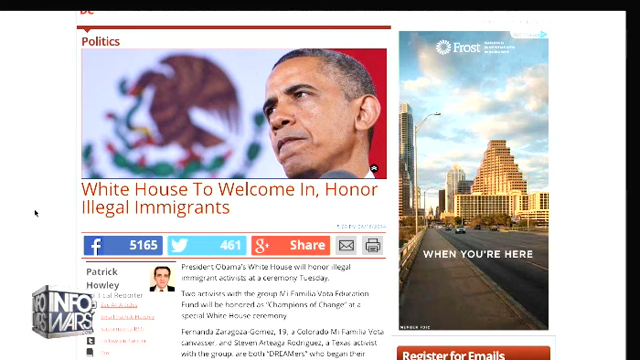 DC
Politics
White House To Welcome In, Honor
Illegal Immigrants
5165
461
Share
Patrick
Howley
Reporter
President Obama's White House will honor illegal
immigrant activists at a ceremony Tuesday.
Two activists with the group Mi Familia Vota Education
Fund will be honored as "Champions of Change" at a
special White House ceremony.
Fernanda Zaragoza-Gomez, 19, a Colorado Mi Familia Vota
canvasser, and Steven Arteaga Rodriguez, a Texas activist
with the group, are both "DREAMers" who began their
INFO
WARS
Frost
WHEN YOU'RE HERE
MEMBER FDIC
Register for Emails